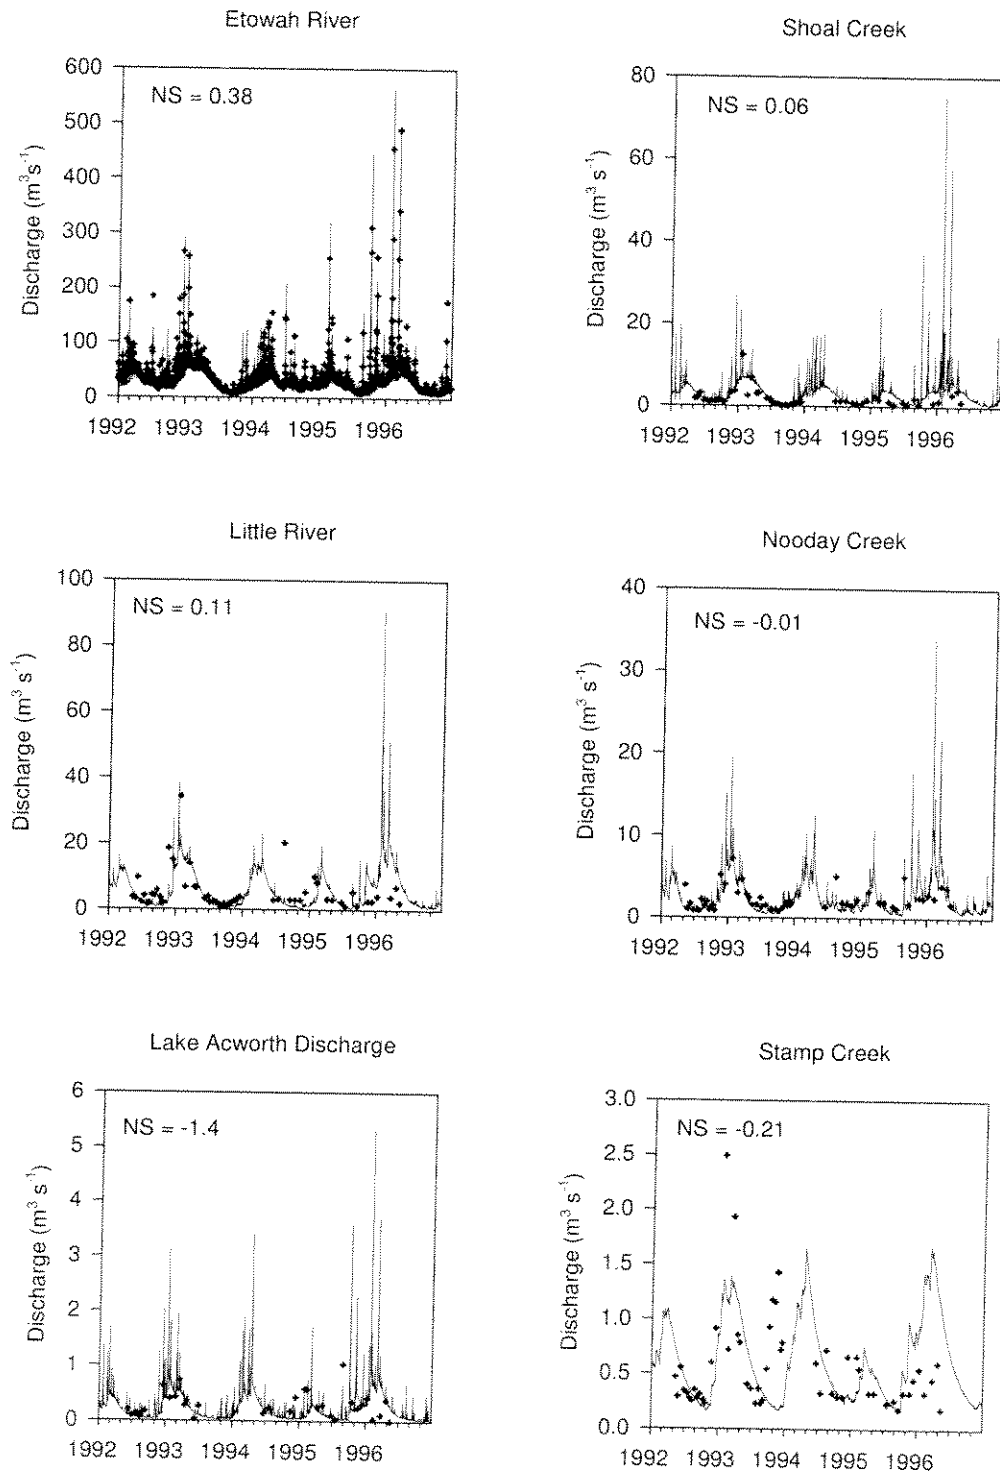 Etowah River
NS = 0.38
Discharge (m³s⁻¹)
600
500
400
300
200
100
0
1992 1993 1994 1995 1996
Shoal Creek
NS = 0.06
Discharge (m³ s⁻¹)
80
60
40
20
0
1992 1993 1994 1995 1996
Little River
NS = 0.11
Discharge (m³ s⁻¹)
100
80
60
40
20
0
1992 1993 1994 1995 1996
Nooday Creek
NS = -0.01
Discharge (m³ s⁻¹)
40
30
20
10
0
1992 1993 1994 1995 1996
Lake Acworth Discharge
NS = -1.4
Discharge (m³ s⁻¹)
6
5
4
3
2
1
0
1992 1993 1994 1995 1996
Stamp Creek
NS = -0.21
Discharge (m³ s⁻¹)
3.0
2.5
2.0
1.5
1.0
0.5
0.0
1992 1993 1994 1995 1996